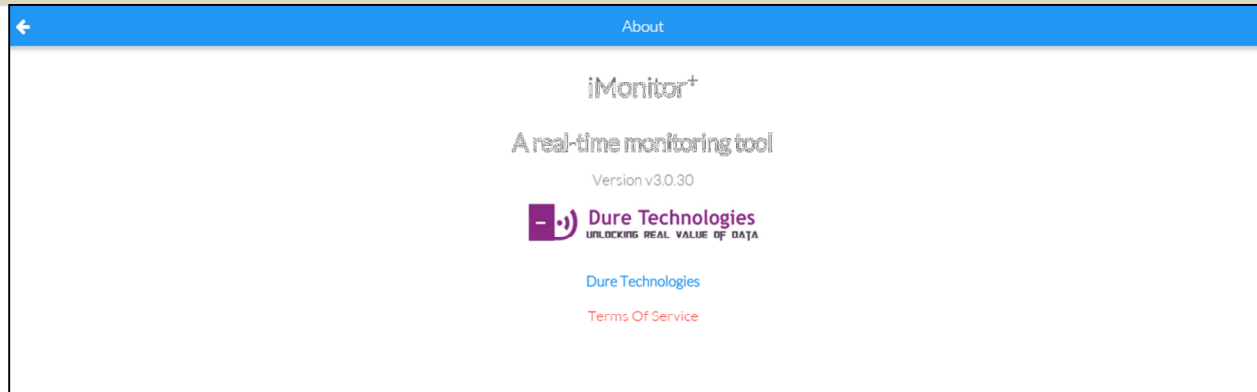 About
iMonitor⁺
A real-time monitoring tool
Version v3.0.30
Dure Technologies
UNLOCKING REAL VALUE OF DATA
Dure Technologies
Terms Of Service